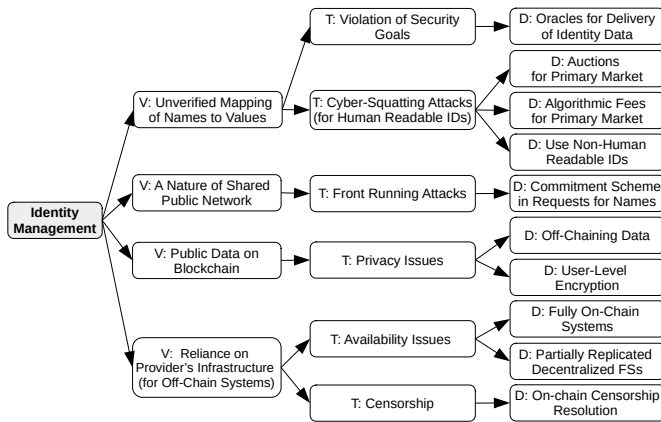 Identity
Management
V: Unverified Mapping
of Names to Values
T: Violation of Security
Goals
D: Oracles for Delivery
of Identity Data
T: Cyber-Squatting Attacks
(for Human Readable IDs)
D: Auctions
for Primary Market
D: Algorithmic Fees
for Primary Market
D: Use Non-Human
Readable IDs
V: A Nature of Shared
Public Network
T: Front Running Attacks
D: Commitment Scheme
in Requests for Names
V: Public Data on
Blockchain
T: Privacy Issues
D: Off-Chaining Data
D: User-Level
Encryption
V: Reliance on
Provider's Infrastructure
(for Off-Chain Systems)
T: Availability Issues
D: Fully On-Chain
Systems
D: Partially Replicated
Decentralized FSs
T: Censorship
D: On-chain Censorship
Resolution